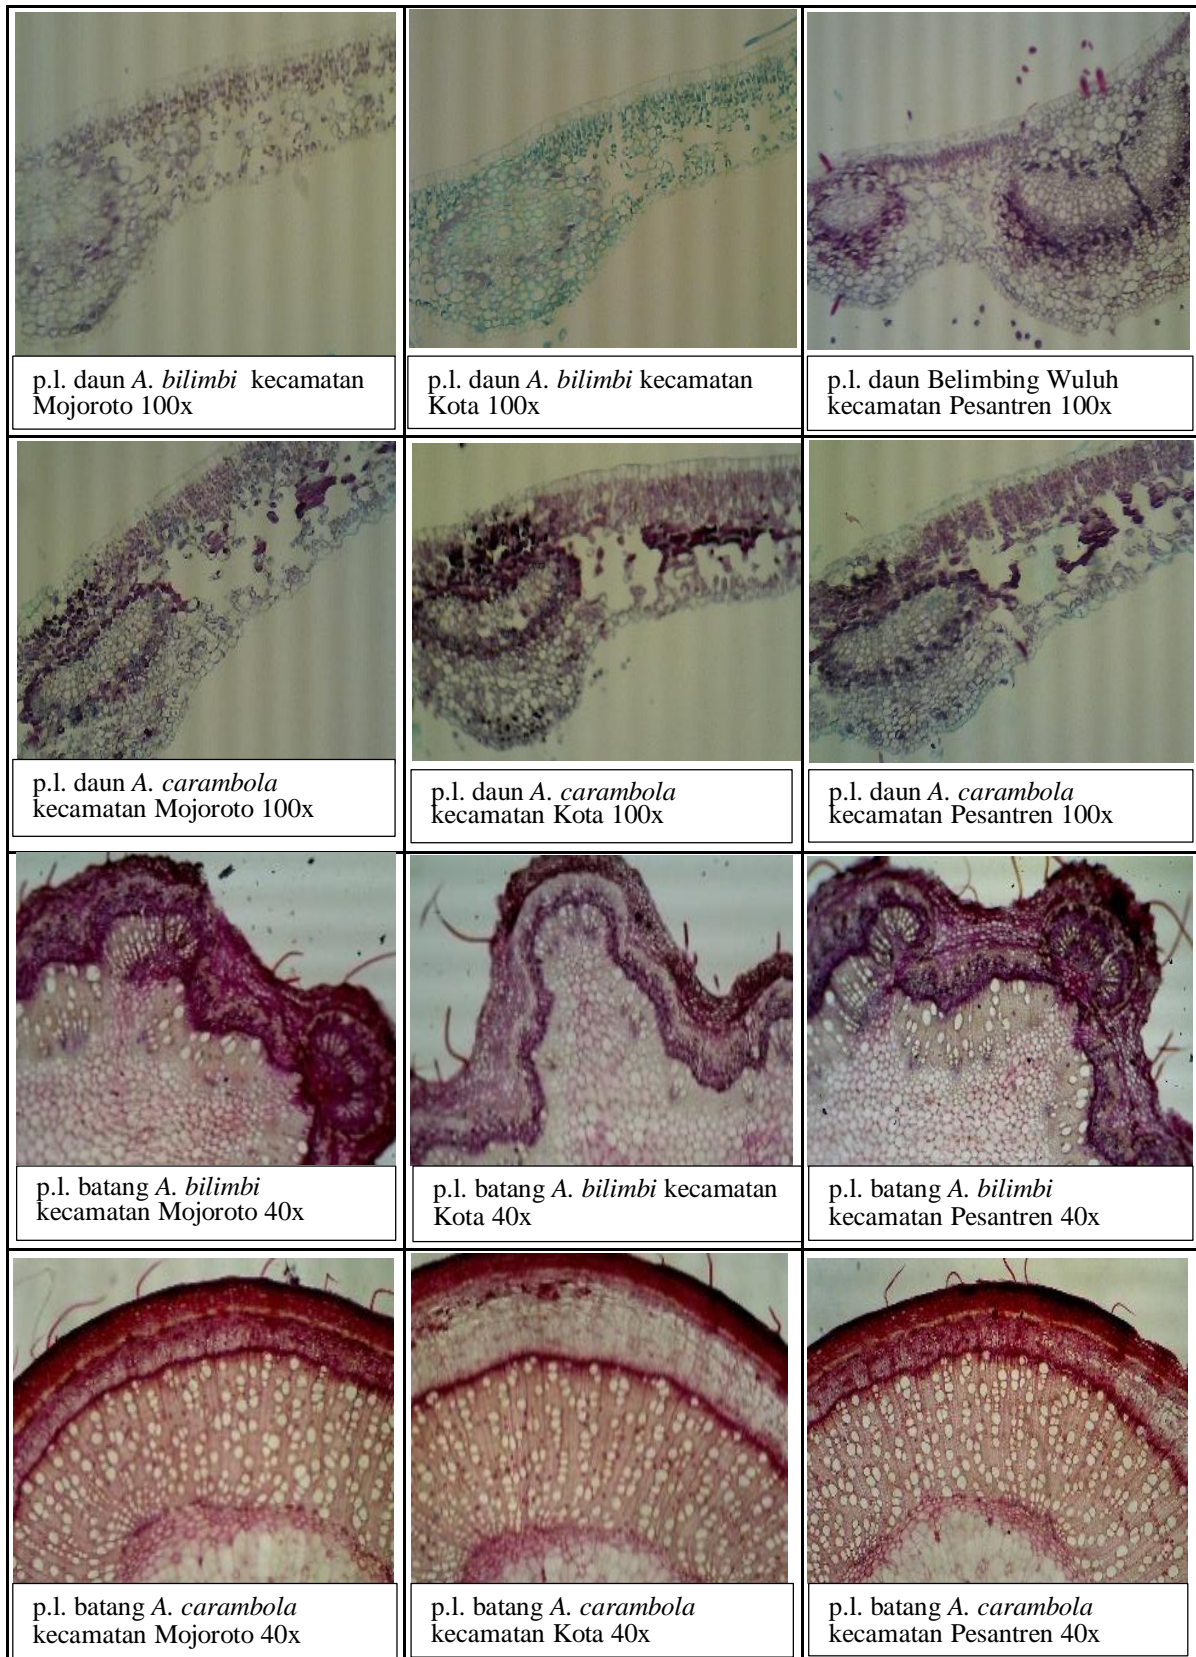 p.l. daun A. bilimbi kecamatan
Mojoroto 100x
p.l. daun A. bilimbi kecamatan
Kota 100x
p.l. daun Belimbing Wuluh
kecamatan Pesantren 100x
p.l. daun A. carambola
kecamatan Mojoroto 100x
p.l. daun A. carambola
kecamatan Kota 100x
p.l. daun A. carambola
kecamatan Pesantren 100x
p.l. batang A. bilimbi
kecamatan Mojoroto 40x
p.l. batang A. bilimbi kecamatan
Kota 40x
p.l. batang A. bilimbi
kecamatan Pesantren 40x
p.l. batang A. carambola
kecamatan Mojoroto 40x
p.l. batang A. carambola
kecamatan Kota 40x
p.l. batang A. carambola
kecamatan Pesantren 40x